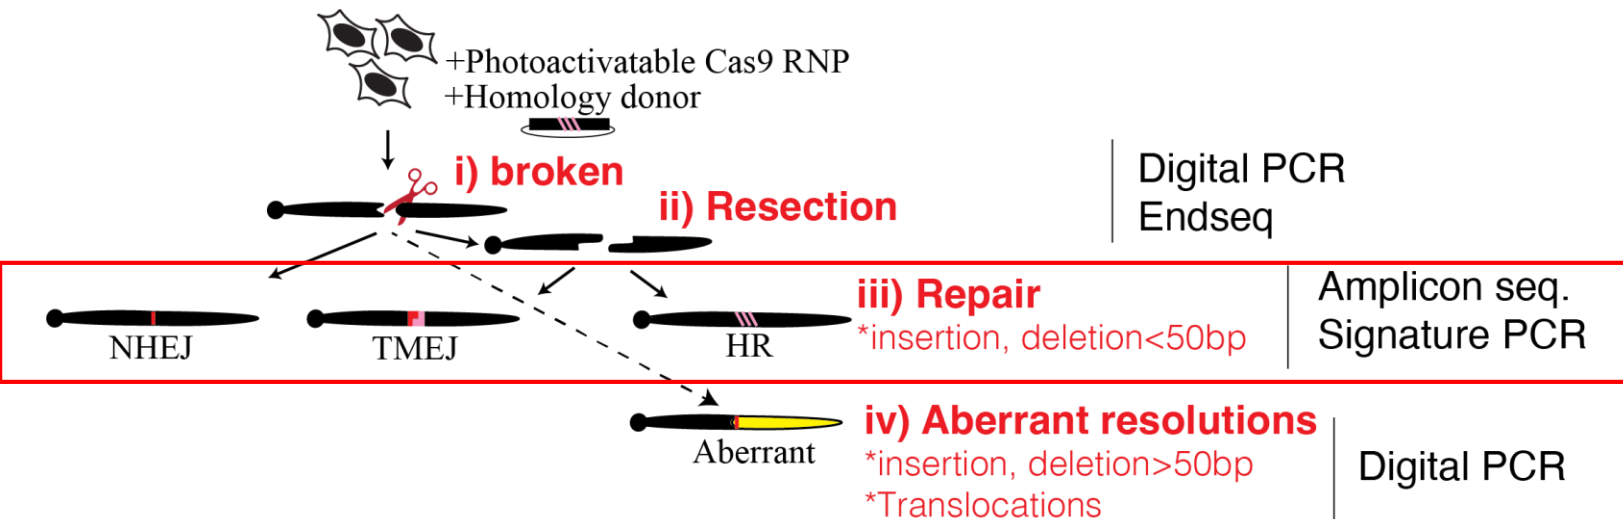 +Photoactivatable Cas9 RNP
+Homology donor
i) broken
ii) Resection
Digital PCR
Endseq
NHEJ
TMEJ
HR
iii) Repair
*insertion, deletion<50bp
Amplicon seq.
Signature PCR
Aberrant
iv) Aberrant resolutions
*insertion, deletion>50bp
*Translocations
Digital PCR